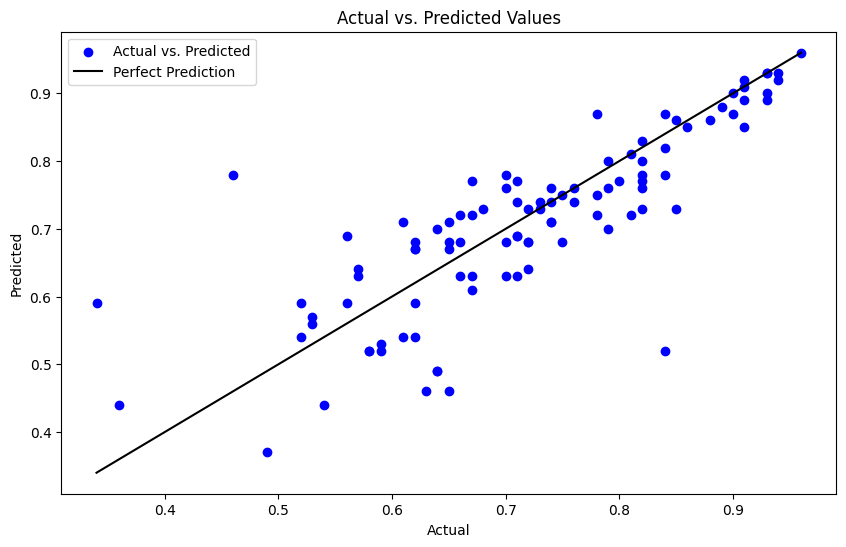 Actual vs. Predicted Values
Actual vs. Predicted
Perfect Prediction
0.9
0.8
0.7
0.6
0.5
0.4
Predicted
0.4 0.5 0.6 0.7 0.8 0.9
Actual